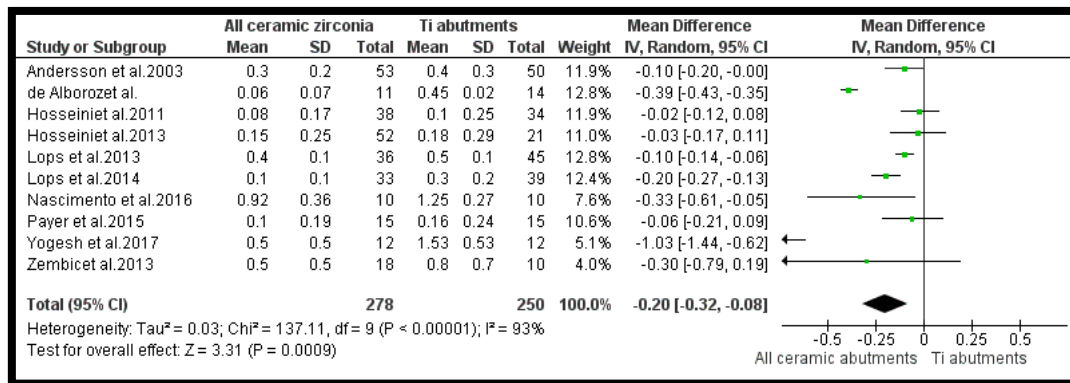 All ceramic zirconia Ti abutments Mean Difference Mean Difference
Study or Subgroup Mean SD Total Mean SD Total Weight IV, Random, 95% CI IV, Random, 95% CI
Andersson et al.2003 0.3 0.2 53 0.4 0.3 50 11.9% -0.10 [-0.20, -0.00]
de Alborozet al. 0.06 0.07 11 0.45 0.02 14 12.8% -0.39 [-0.43, -0.35]
Hosseiniet al.2011 0.08 0.17 38 0.1 0.25 34 11.9% -0.02 [-0.12, 0.08]
Hosseiniet al.2013 0.15 0.25 52 0.18 0.29 21 11.0% -0.03 [-0.17, 0.11]
Lops et al.2013 0.4 0.1 36 0.5 0.1 45 12.8% -0.10 [-0.14, -0.06]
Lops et al.2014 0.1 0.1 33 0.3 0.2 39 12.4% -0.20 [-0.27, -0.13]
Nascimento et al.2016 0.92 0.36 10 1.25 0.27 10 7.6% -0.33 [-0.61, -0.05]
Payer et al.2015 0.1 0.19 15 0.16 0.24 15 10.6% -0.06 [-0.21, 0.09]
Yogesh et al.2017 0.5 0.5 12 1.53 0.53 12 5.1% -1.03 [-1.44, -0.62]
Zembicet al.2013 0.5 0.5 18 0.8 0.7 10 4.0% -0.30 [-0.79, 0.19]
Total (95% CI) 278 250 100.0% -0.20 [-0.32, -0.08]
Heterogeneity: Tau² = 0.03; Chi² = 137.11, df = 9 (P < 0.00001); I² = 93%
Test for overall effect: Z = 3.31 (P = 0.0009)
-0.5 -0.25 0 0.25 0.5
All ceramic abutments Ti abutments